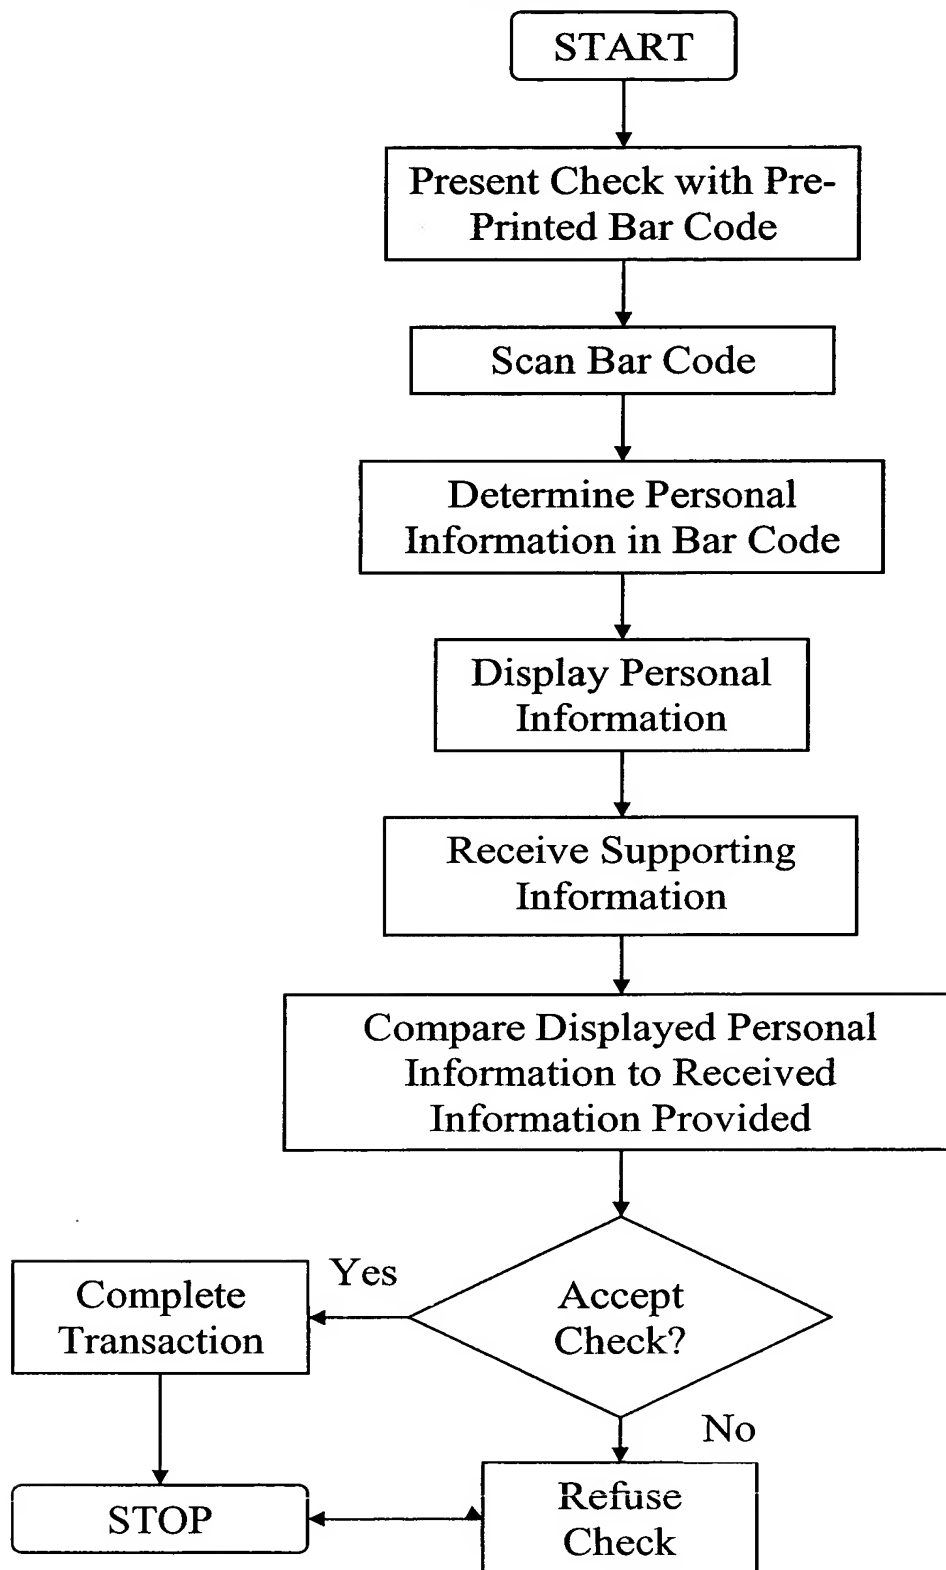 START
Present Check with Pre-
Printed Bar Code
Scan Bar Code
Determine Personal
Information in Bar Code
Display Personal
Information
Receive Supporting
Information
Compare Displayed Personal
Information to Received
Information Provided
Accept
Check?
Yes
Complete
Transaction
No
Refuse
Check
STOP